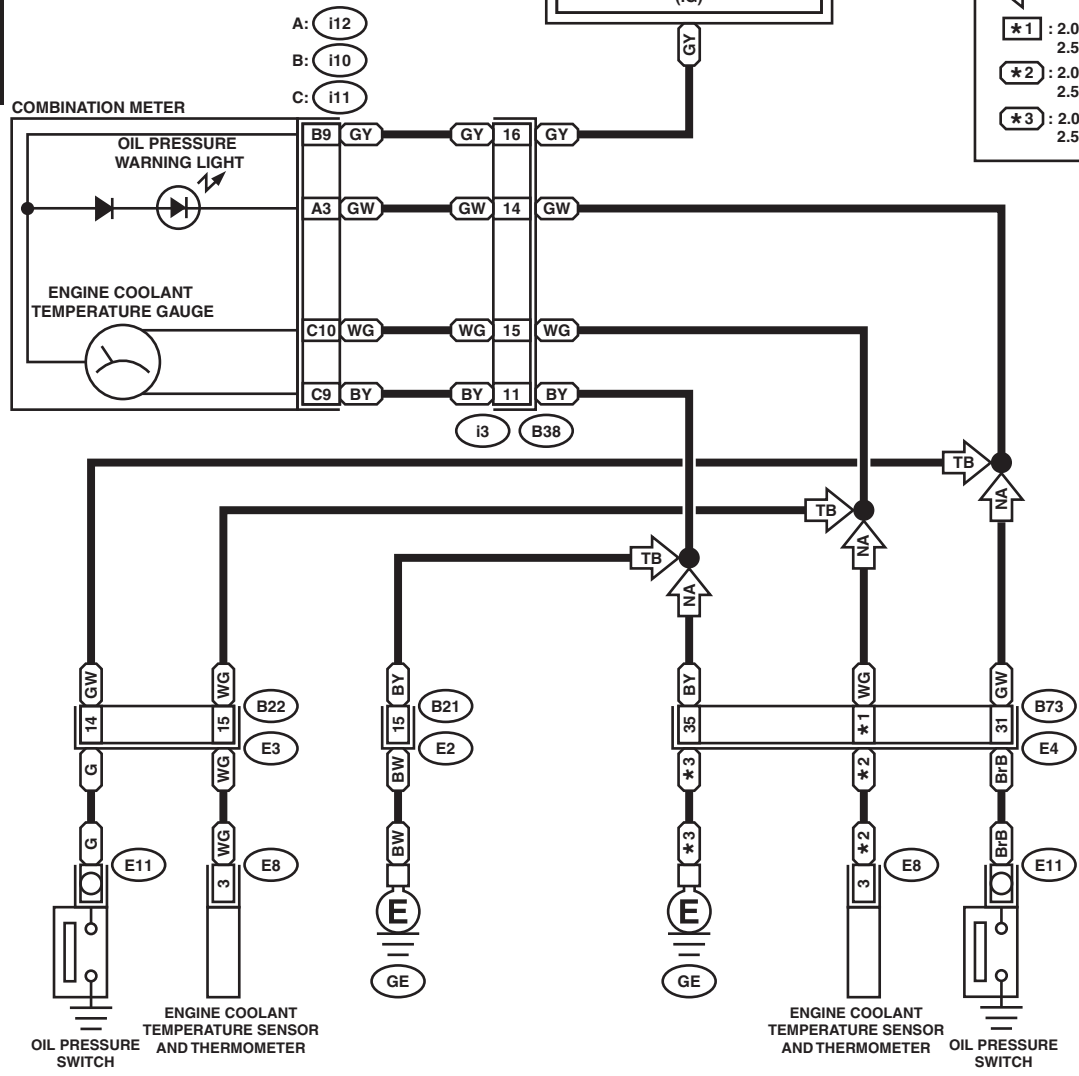 (IG)
A: i12
B: i10
C: i11
GY
*1 : 2.0
2.5
*2 : 2.0
2.5
*3 : 2.0
2.5
COMBINATION METER
OIL PRESSURE
WARNING LIGHT
B9 GY GY 16 GY
A3 GW GW 14 GW
ENGINE COOLANT
TEMPERATURE GAUGE
C10 WG WG 15 WG
C9 BY BY 11 BY
i3 B38
TB
NA
TB
NA
TB
NA
GW WG BY BY WG GW
14 15 B22 15 B21 35 *1 31 B73
E3 E2 E4
G WG BW *3 *2 BrB
G WG BW *3 *2 BrB
E11 3 E8 3 E8 E11
E E
GE GE
ENGINE COOLANT
TEMPERATURE SENSOR
AND THERMOMETER
OIL PRESSURE
SWITCH
ENGINE COOLANT
TEMPERATURE SENSOR
AND THERMOMETER
OIL PRESSURE
SWITCH